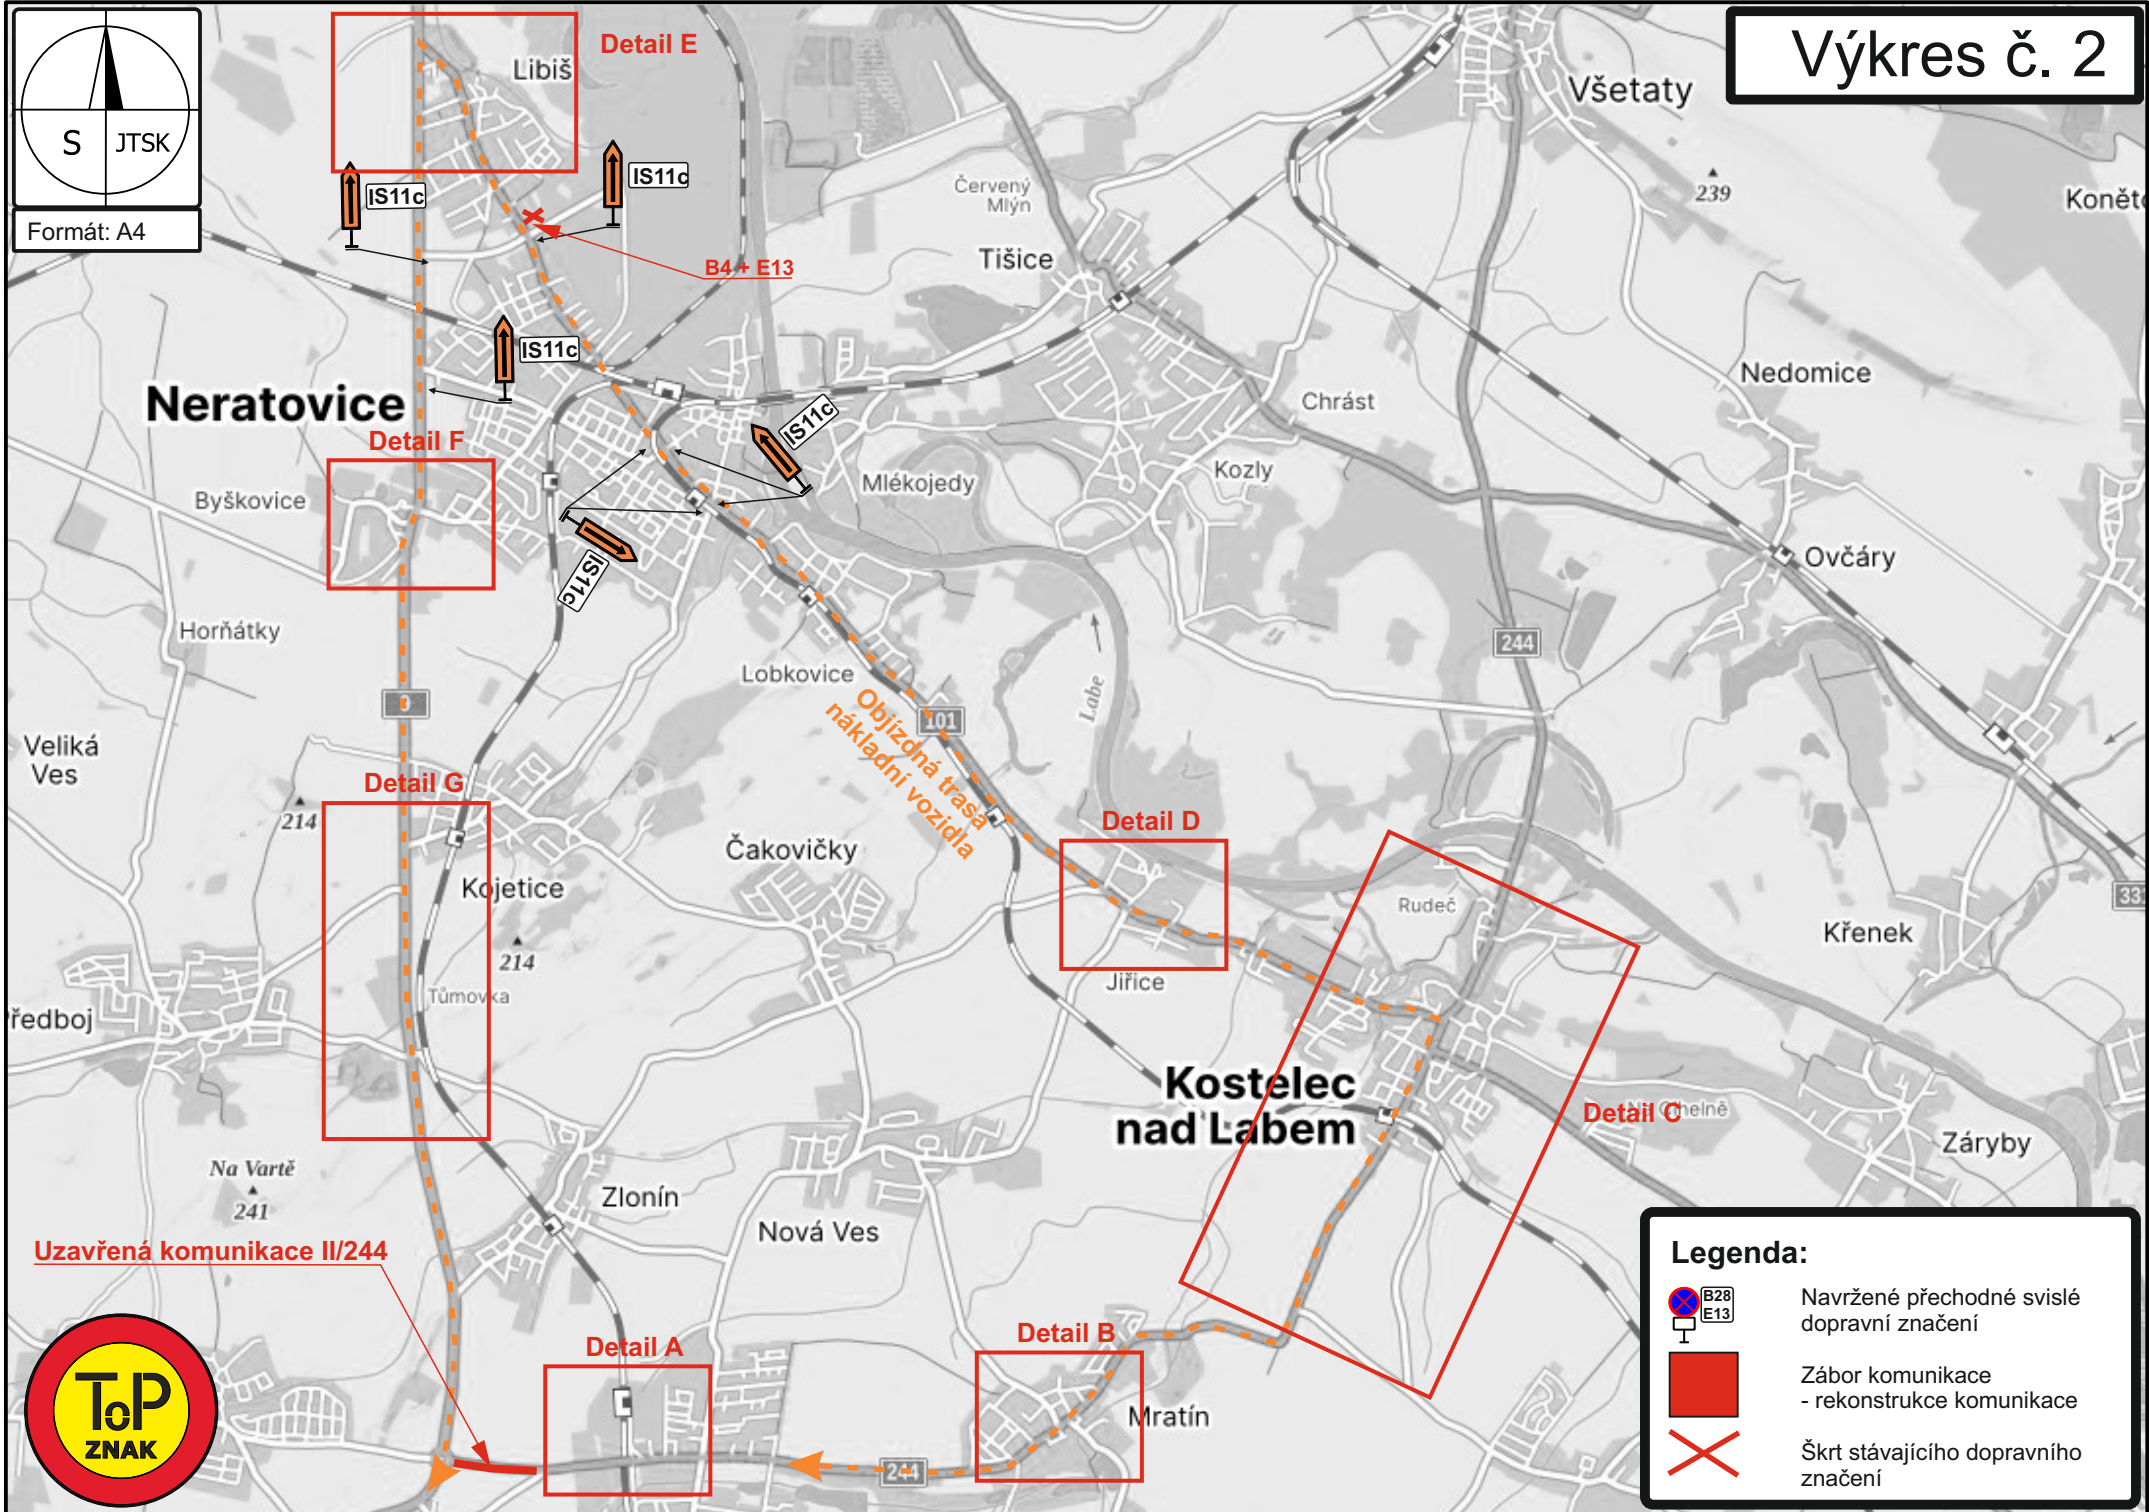 Výkres č. 2
S
JTSK
Formát: A4
Detail E
Libiš
Všetaty
239
Červený
Mlýn
IS11c
IS11c
B4 + E13
Tišice
IS11c
Neratovice
Detail F
Byškovice
IS11c
IS11c
Mlékojedy
Kozly
Chrást
Nedomice
Ovčáry
Horňátky
Lobkovice
Labe
244
9
101
Objízdná trasa
nákladní vozidla
Veliká
Ves
214
Detail G
Kojetice
214
Tůmovka
Čakovičky
Detail D
Jiřice
Rudeč
Křenek
Kostelec
nad Labem
Detail C
Záryby
Na Vartě
241
Zlonín
Nová Ves
Uzavřená komunikace II/244
Detail A
Detail B
Mratín
244
ToP
ZNAK
Legenda:
B28
E13
Navržené přechodné svislé
dopravní značení
Zábor komunikace
- rekonstrukce komunikace
Škrt stávajícího dopravního
značení